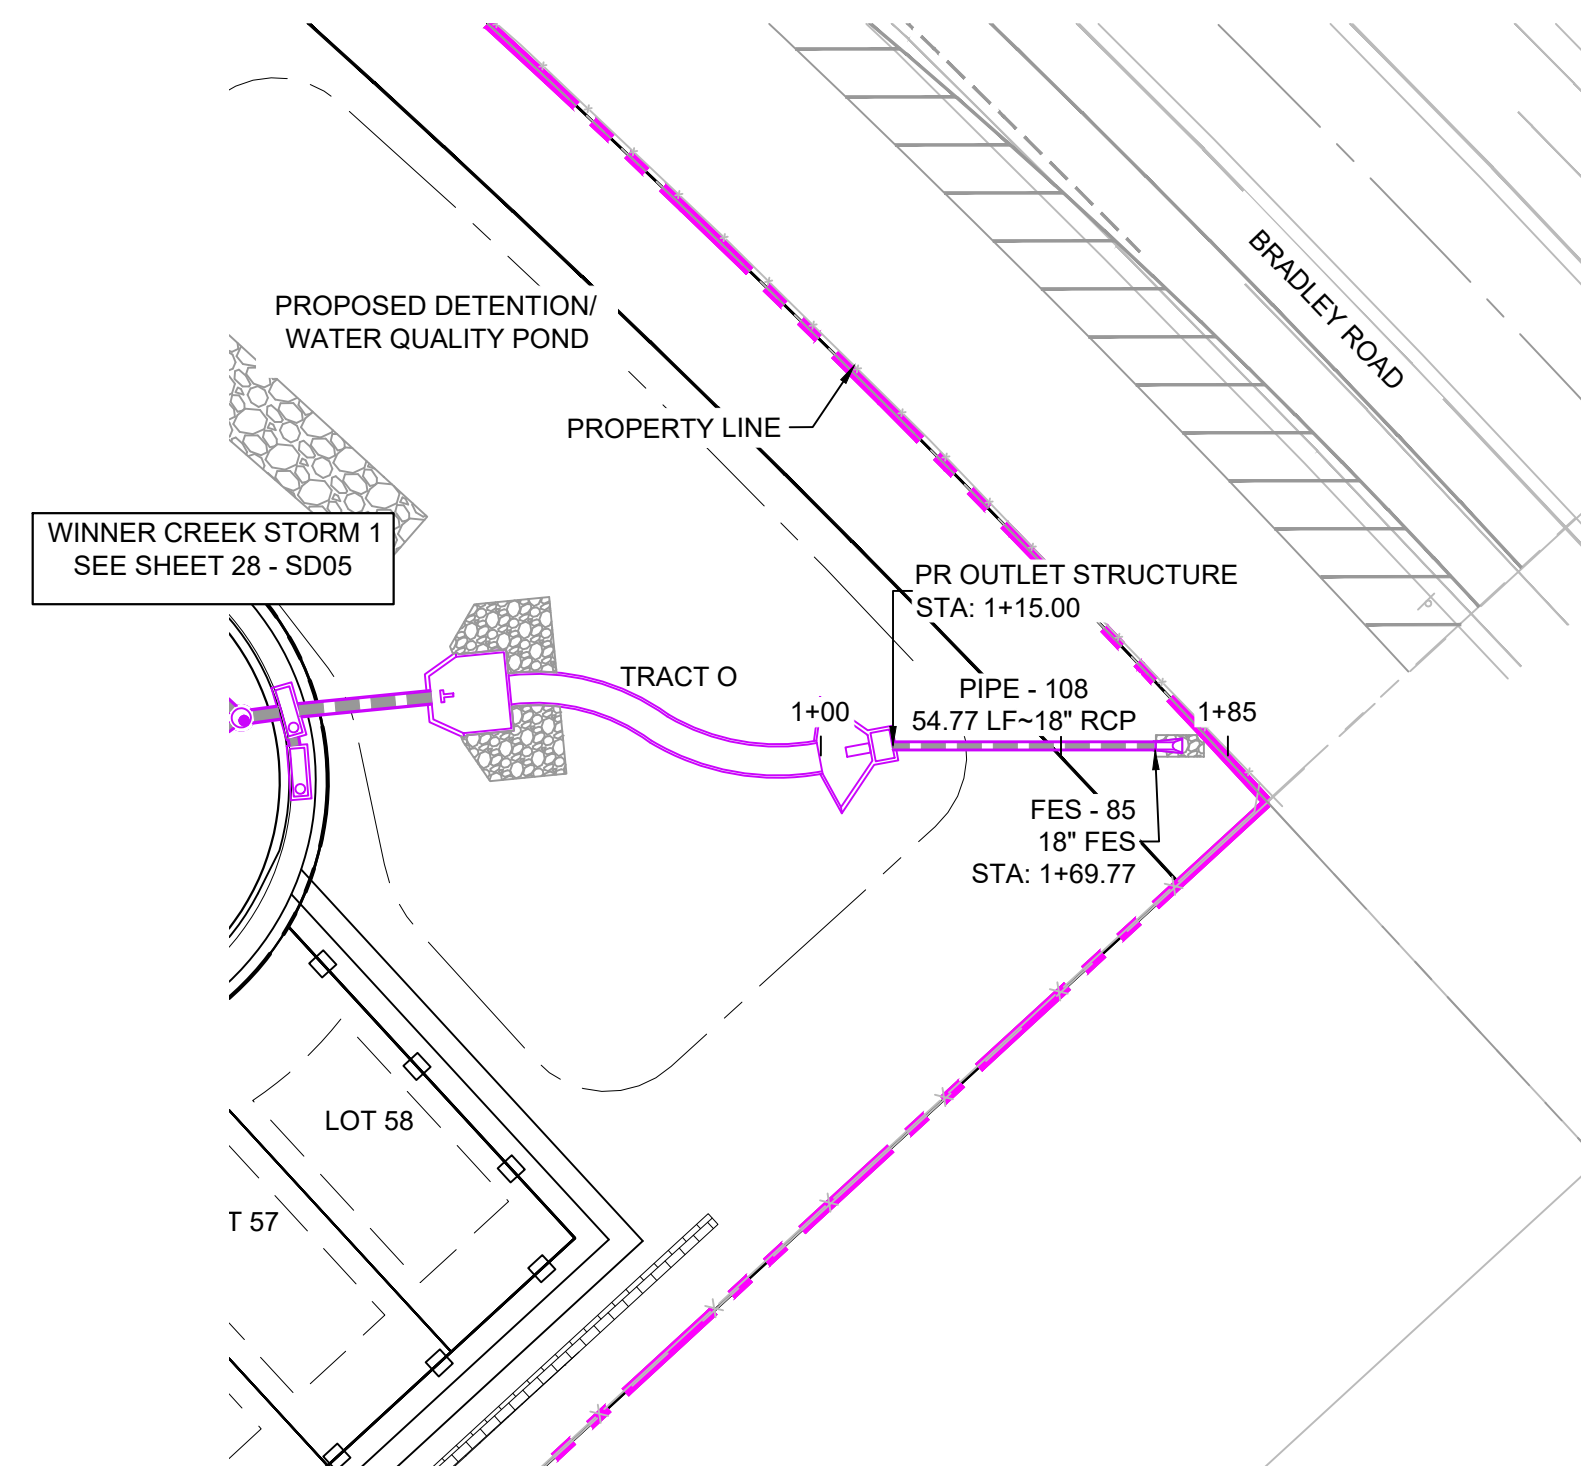 BRADLEY ROAD
PROPOSED DETENTION/
WATER QUALITY POND
PROPERTY LINE
WINNER CREEK STORM 1
SEE SHEET 28 - SD05
PR OUTLET STRUCTURE
STA: 1+15.00
TRACT O
PIPE - 108
54.77 LF~18" RCP
1+00
1+85
FES - 85
18" FES
STA: 1+69.77
LOT 58
T 57